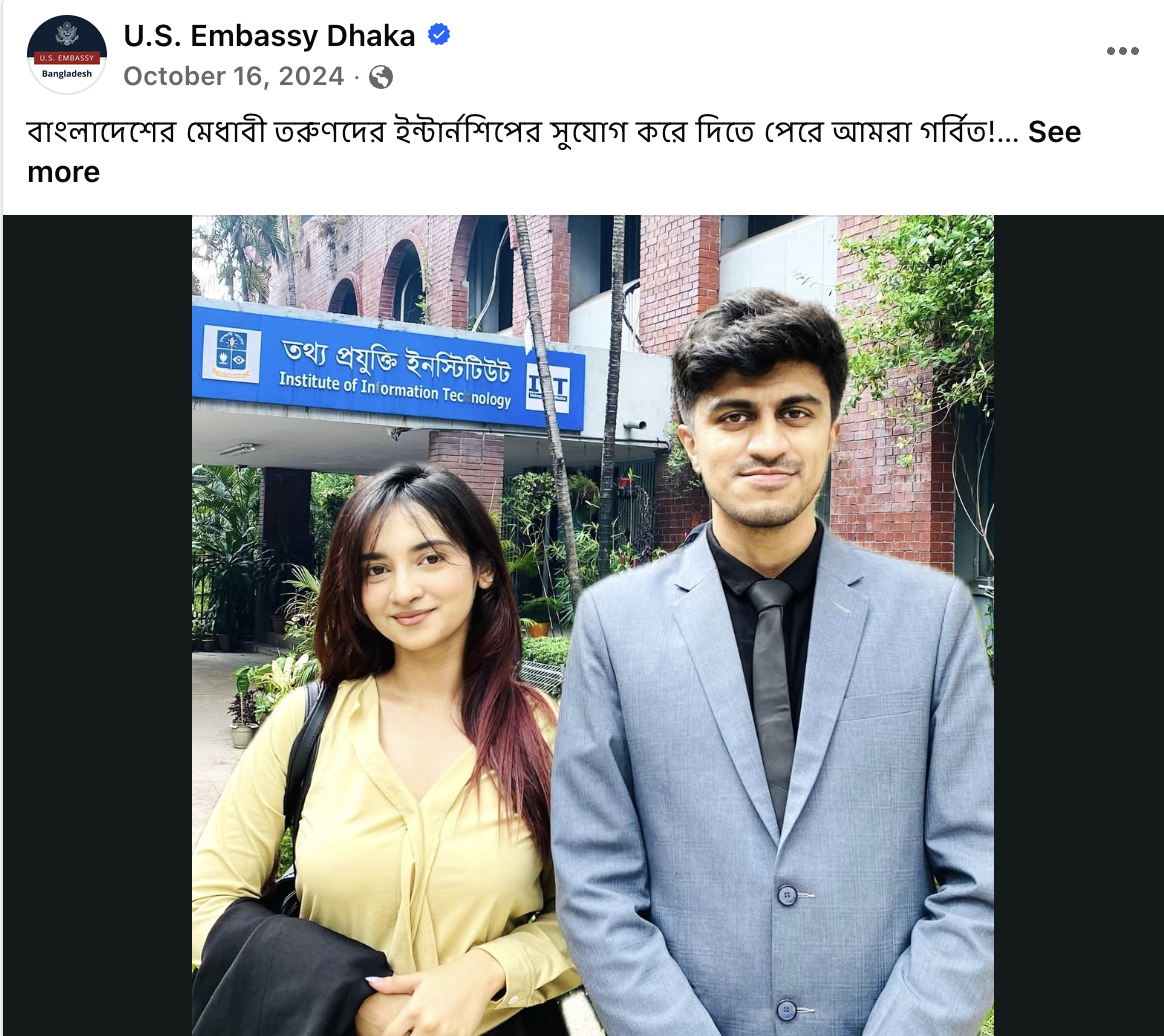 U.S. Embassy Dhaka
U.S. EMBASSY
Bangladesh
October 16, 2024 ·
বাংলাদেশের মেধাবী তরুণদের ইন্টার্নশিপের সুযোগ করে দিতে পেরে আমরা গর্বিত!... See
more
তথ্য প্রযুক্তি ইনস্টিটিউট
Institute of Information Technology
IIT